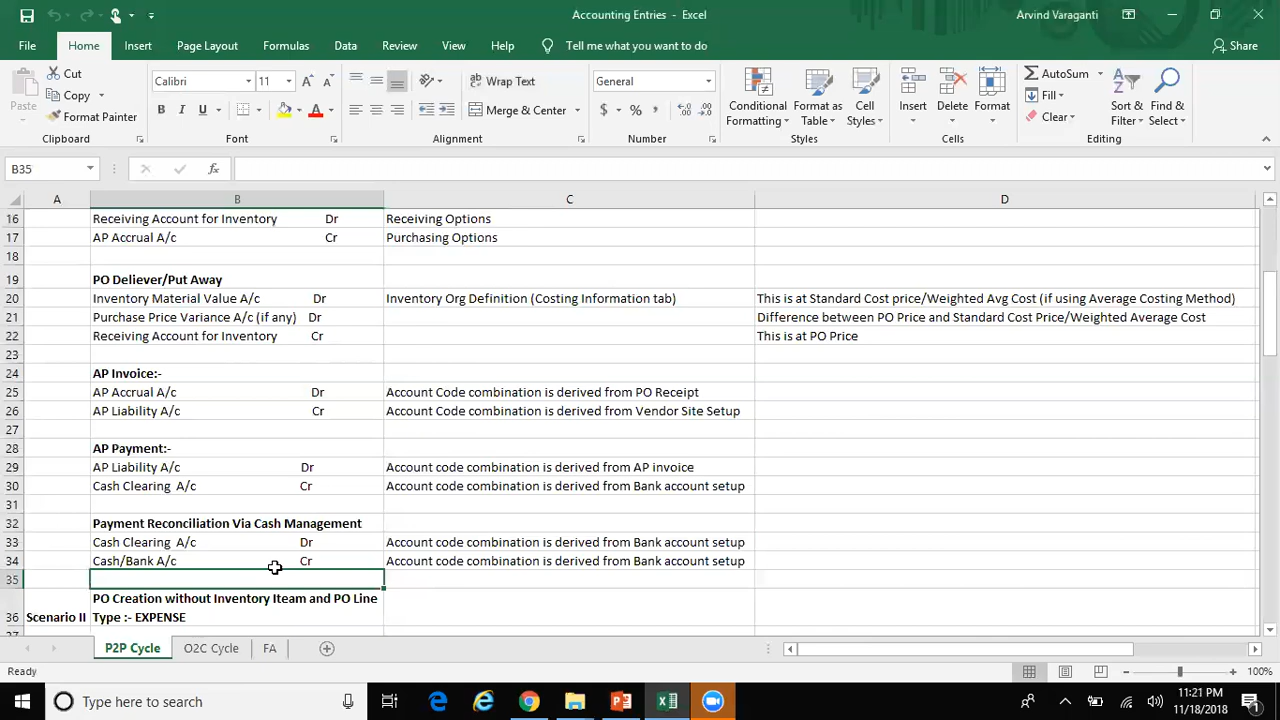 Accounting Entries - Excel
Arvind Varaganti
File Home Insert Page Layout Formulas Data Review View Help Tell me what you want to do Share
Paste
Cut
Copy
Format Painter
Clipboard
Calibri 11
B I U
Font
Wrap Text
Merge & Center
Alignment
General
$ % ,
Number
Conditional Formatting
Format as Table
Cell Styles
Styles
Insert
Delete
Format
Cells
AutoSum
Fill
Clear
Sort & Filter
Find & Select
Editing
B35 fx
A B C D
16 Receiving Account for Inventory Dr Receiving Options
17 AP Accrual A/c Cr Purchasing Options
18
19 PO Deliever/Put Away
20 Inventory Material Value A/c Dr Inventory Org Definition (Costing Information tab) This is at Standard Cost price/Weighted Avg Cost (if using Average Costing Method)
21 Purchase Price Variance A/c (if any) Dr Difference between PO Price and Standard Cost Price/Weighted Average Cost
22 Receiving Account for Inventory Cr This is at PO Price
23
24 AP Invoice:-
25 AP Accrual A/c Dr Account Code combination is derived from PO Receipt
26 AP Liability A/c Cr Account Code combination is derived from Vendor Site Setup
27
28 AP Payment:-
29 AP Liability A/c Dr Account code combination is derived from AP invoice
30 Cash Clearing A/c Cr Account code combination is derived from Bank account setup
31
32 Payment Reconciliation Via Cash Management
33 Cash Clearing A/c Dr Account code combination is derived from Bank account setup
34 Cash/Bank A/c Cr Account code combination is derived from Bank account setup
35
PO Creation without Inventory Iteam and PO Line
36 Scenario II Type :- EXPENSE
37
P2P Cycle O2C Cycle FA
Ready 100%
Type here to search
11:21 PM
11/18/2018
1